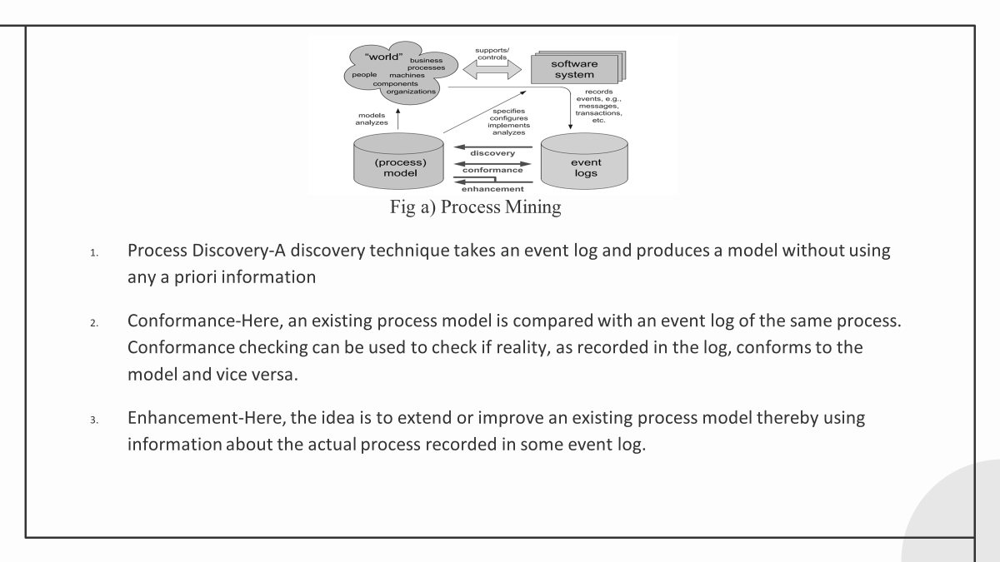 “world”
business
processes
people
machines
components
organizations
supports/
controls
software
system
models
analyzes
specifies
configures
implements
analyzes
records
events, e.g.,
messages,
transactions,
etc.
(process)
model
discovery
conformance
enhancement
event
logs
Fig a) Process Mining
1. Process Discovery-A discovery technique takes an event log and produces a model without using
any a priori information
2. Conformance-Here, an existing process model is compared with an event log of the same process.
Conformance checking can be used to check if reality, as recorded in the log, conforms to the
model and vice versa.
3. Enhancement-Here, the idea is to extend or improve an existing process model thereby using
information about the actual process recorded in some event log.